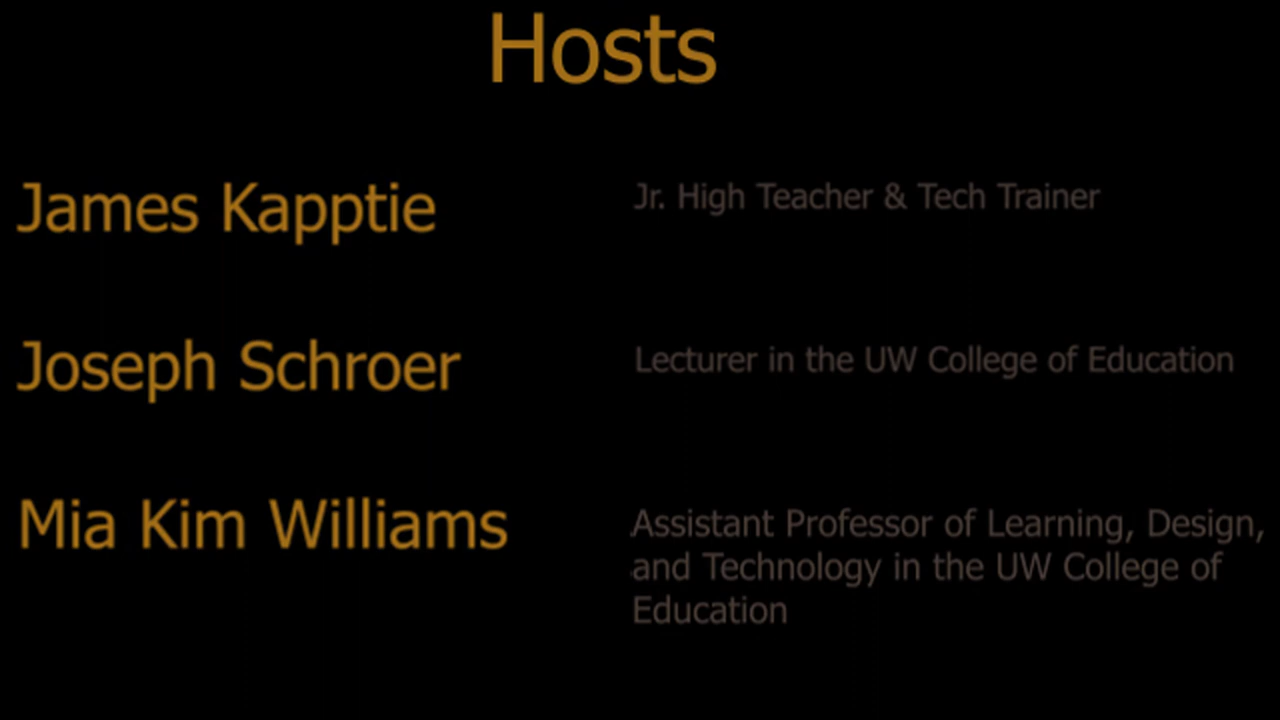 Hosts
James Kapptie
Jr. High Teacher & Tech Trainer
Joseph Schroer
Lecturer in the UW College of Education
Mia Kim Williams
Assistant Professor of Learning, Design,
and Technology in the UW College of
Education